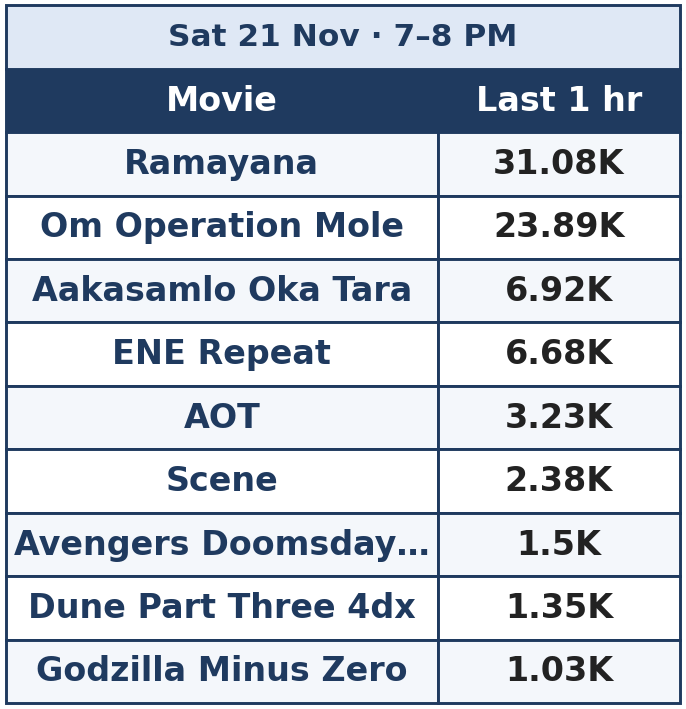 Sat 21 Nov · 7–8 PM
Movie Last 1 hr
Ramayana 31.08K
Om Operation Mole 23.89K
Aakasamlo Oka Tara 6.92K
ENE Repeat 6.68K
AOT 3.23K
Scene 2.38K
Avengers Doomsday... 1.5K
Dune Part Three 4dx 1.35K
Godzilla Minus Zero 1.03K